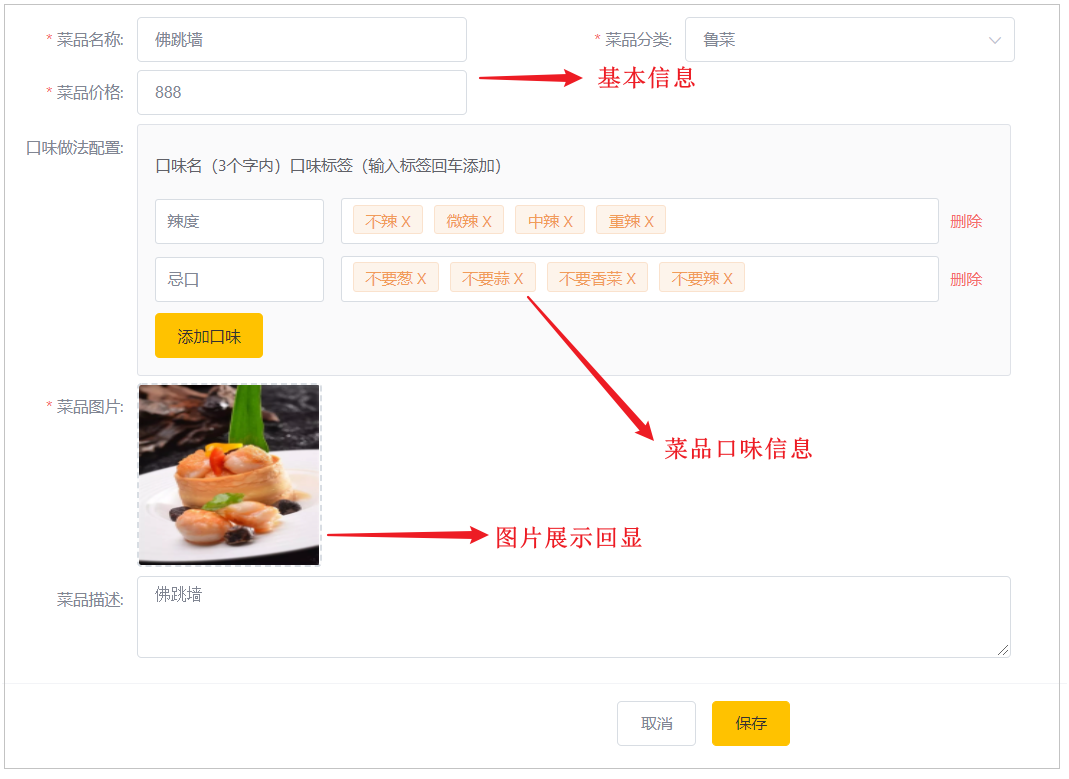 * 菜品名称: 佛跳墙 * 菜品分类: 鲁菜
* 菜品价格: 888 基本信息
口味做法配置:
口味名（3个字内）口味标签（输入标签回车添加）
辣度 不辣 X 微辣 X 中辣 X 重辣 X 删除
忌口 不要葱 X 不要蒜 X 不要香菜 X 不要辣 X 删除
添加口味
* 菜品图片:
菜品口味信息
图片展示回显
菜品描述: 佛跳墙
取消 保存